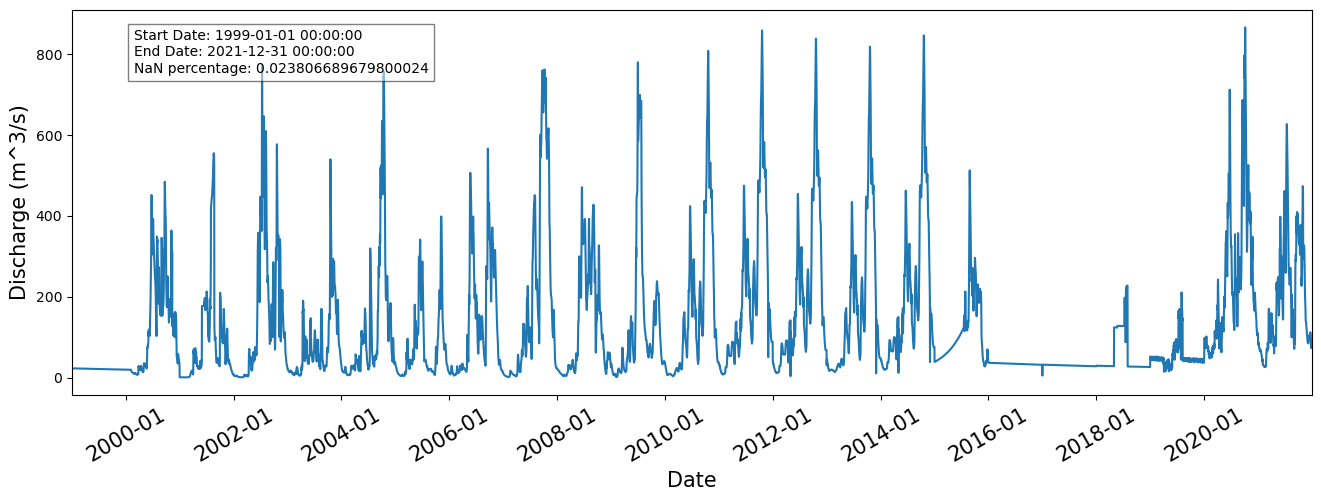 Start Date: 1999-01-01 00:00:00
End Date: 2021-12-31 00:00:00
NaN percentage: 0.023806689679800024
Discharge (m^3/s)
800
600
400
200
0
2000-01 2002-01 2004-01 2006-01 2008-01 2010-01 2012-01 2014-01 2016-01 2018-01 2020-01
Date